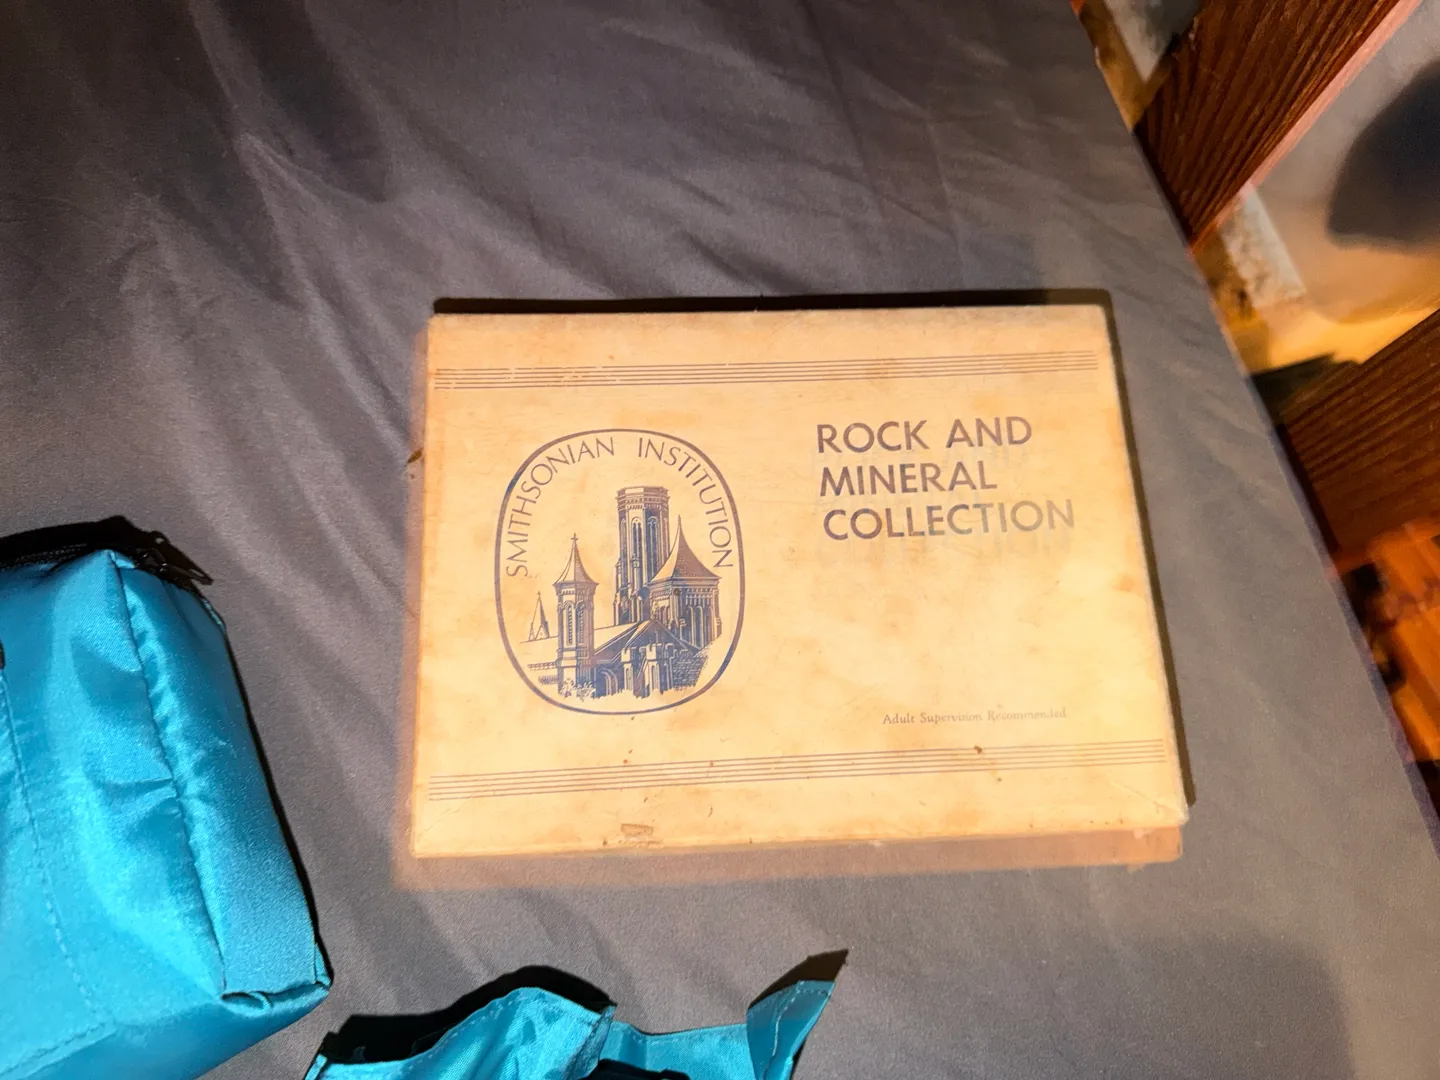 SMITHSONIAN INSTITUTION
ROCK AND
MINERAL
COLLECTION
Adult Supervision Recommended